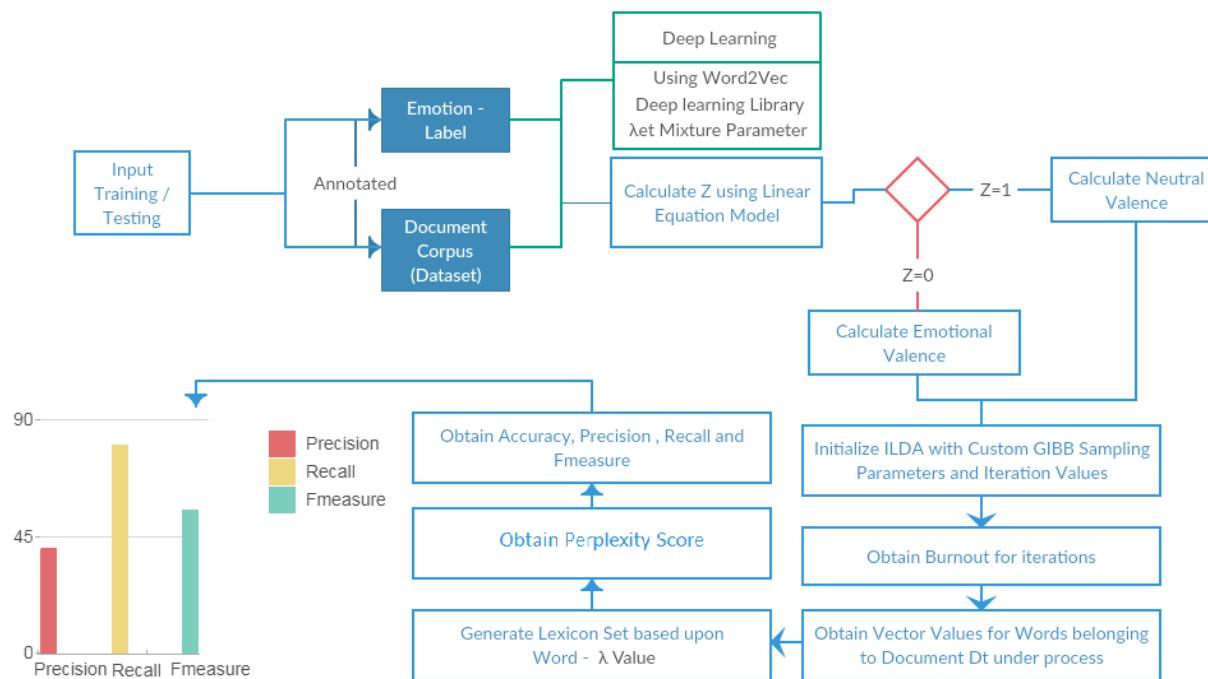 Deep Learning
Using Word2Vec
Deep learning Library
λet Mixture Parameter
Emotion -
Label
Input
Training /
Testing
Annotated
Document
Corpus
(Dataset)
Calculate Z using Linear
Equation Model
Z=1
Calculate Neutral
Valence
Z=0
Calculate Emotional
Valence
Initialize ILDA with Custom GIBB Sampling
Parameters and Iteration Values
Obtain Burnout for iterations
Obtain Vector Values for Words belonging
to Document Dt under process
Generate Lexicon Set based upon
Word - λ Value
Obtain Perplexity Score
Obtain Accuracy, Precision , Recall and
Fmeasure
90
45
0
Precision
Recall
Fmeasure
Precision
Recall
Fmeasure